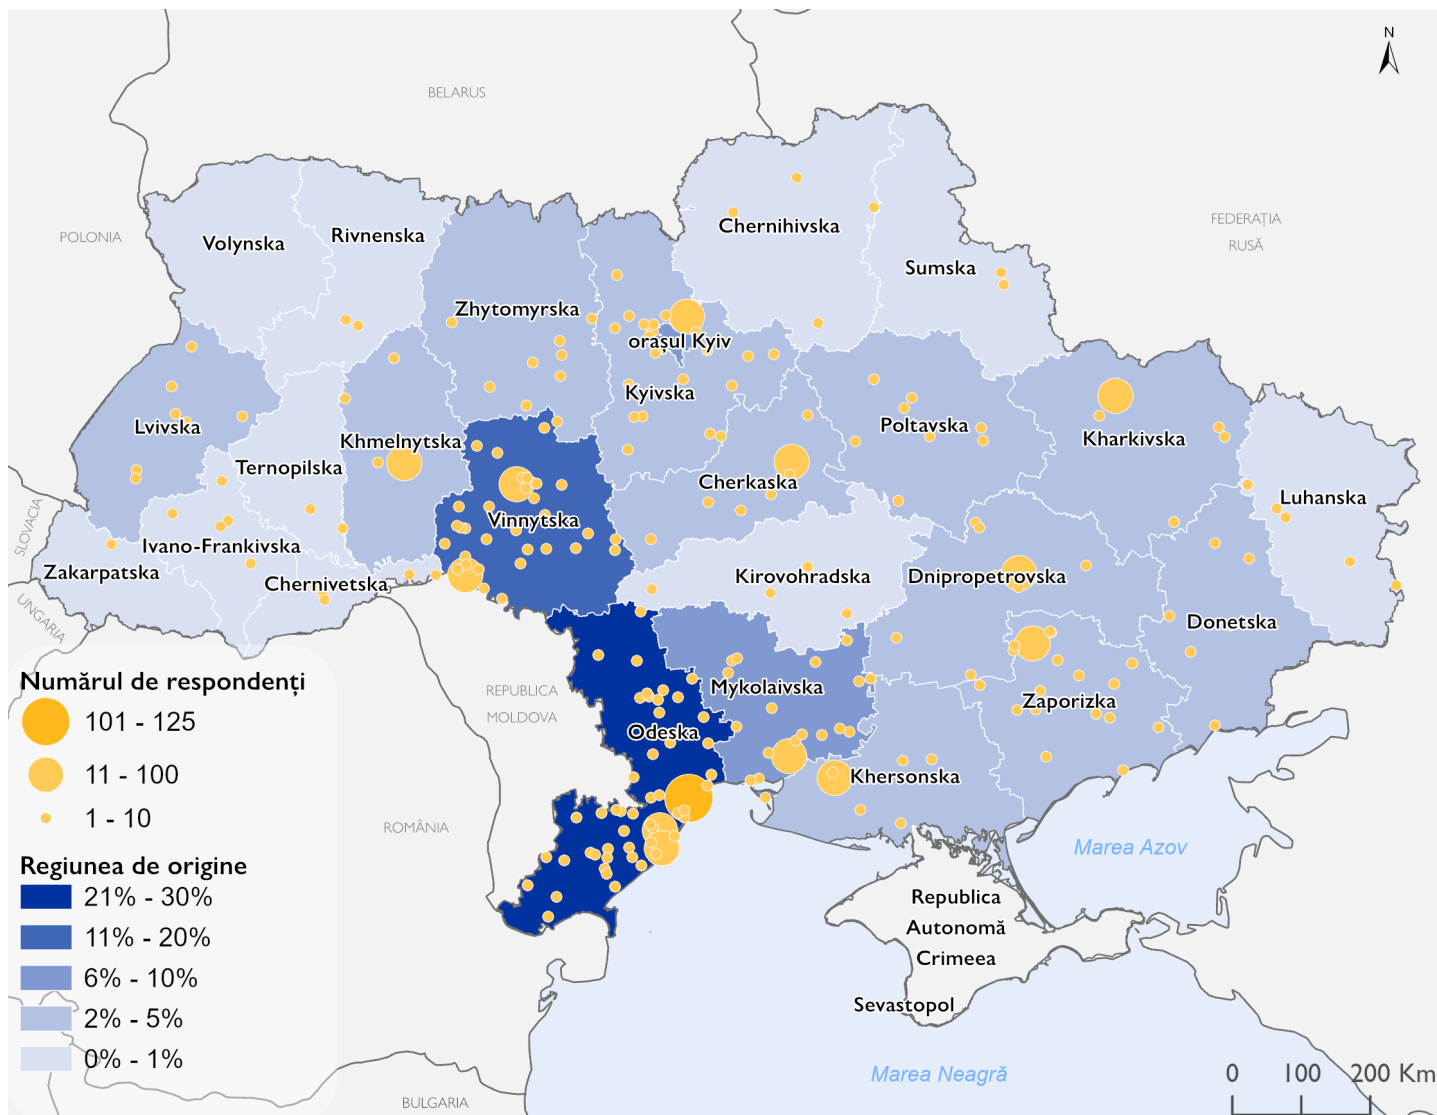 N
BELARUS
POLONIA
FEDERAȚIA
RUSĂ
Volynska
Rivnenska
Chernihivska
Sumska
Zhytomyrska
orașul Kyiv
Kyivska
Lvivska
Khmelnytska
Poltavska
Kharkivska
Ternopilska
Cherkaska
Luhanska
SLOVACIA
Vinnytska
Ivano-Frankivska
Zakarpatska
Chernivetska
Kirovohradska
Dnipropetrovska
UNGARIA
Donetska
REPUBLICA
MOLDOVA
Mykolaivska
Zaporizka
Odeska
Khersonska
ROMÂNIA
Marea Azov
Republica
Autonomă
Crimeea
Sevastopol
Marea Neagră
BULGARIA
Numărul de respondenți
101 - 125
11 - 100
1 - 10
Regiunea de origine
21% - 30%
11% - 20%
6% - 10%
2% - 5%
0% - 1%
0 100 200 Km